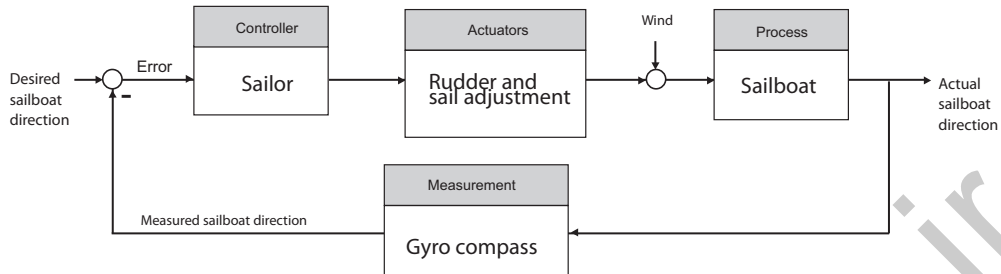 Controller
Actuators
Wind
Process
Desired
sailboat
direction
Error
-
Sailor
Rudder and
sail adjustment
Sailboat
Actual
sailboat
direction
Measurement
Measured sailboat direction
Gyro compass
ir